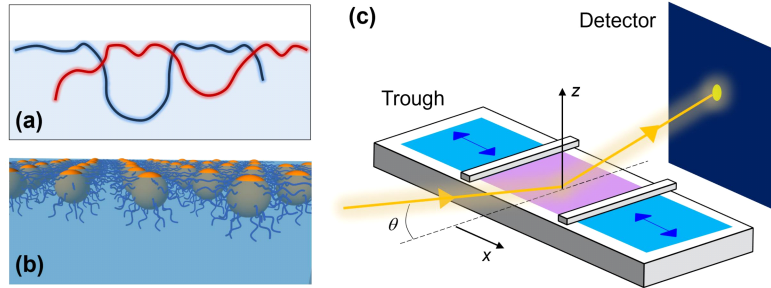 (a)
(b)
(c)
Detector
Trough
z
θ
x